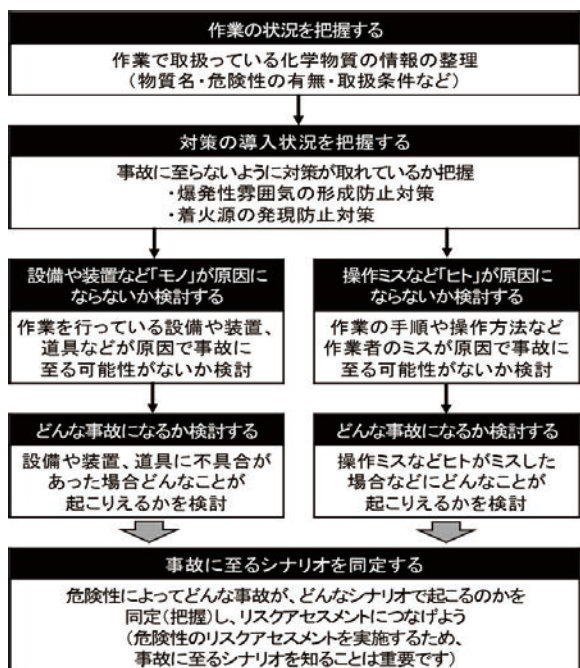 作業の状況を把握する
作業で取扱っている化学物質の情報の整理
(物質名・危険性の有無・取扱条件など)
対策の導入状況を把握する
事故に至らないように対策が取れているか把握
・爆発性雰囲気の形成防止対策
・着火源の発現防止対策
設備や装置など「モノ」が原因に
ならないか検討する
作業を行っている設備や装置、
道具などが原因で事故に
至る可能性がないか検討
操作ミスなど「ヒト」が原因に
ならないか検討する
作業の手順や操作方法など
作業者のミスが原因で事故に
至る可能性がないか検討
どんな事故になるか検討する
設備や装置、道具に不具合が
あった場合どんなことが
起こりえるかを検討
どんな事故になるか検討する
操作ミスなどヒトがミスした
場合などにどんなことが
起こりえるかを検討
事故に至るシナリオを同定する
危険性によってどんな事故が、どんなシナリオで起こるのかを
同定(把握)し、リスクアセスメントにつなげよう
(危険性のリスクアセスメントを実施するため、
事故に至るシナリオを知ることは重要です)